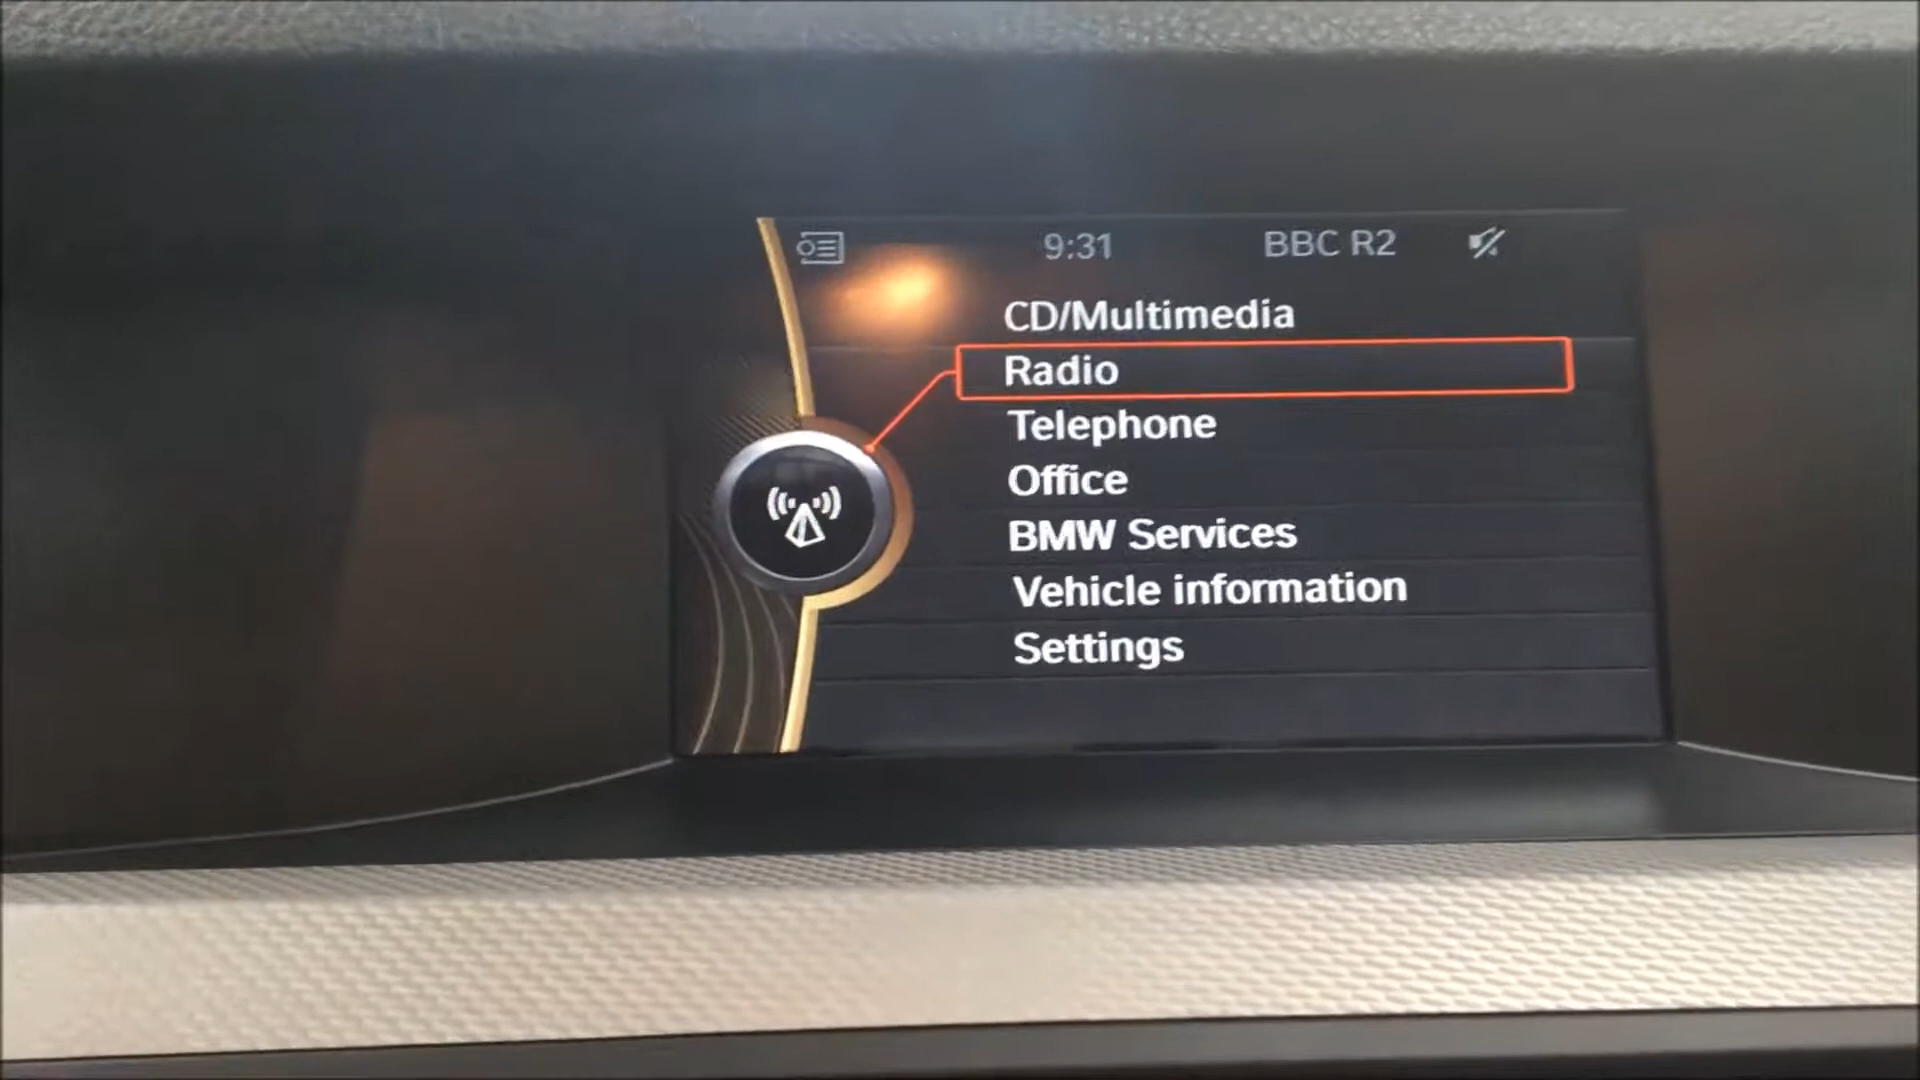 9:31 BBC R2
CD/Multimedia
Radio
Telephone
Office
BMW Services
Vehicle information
Settings